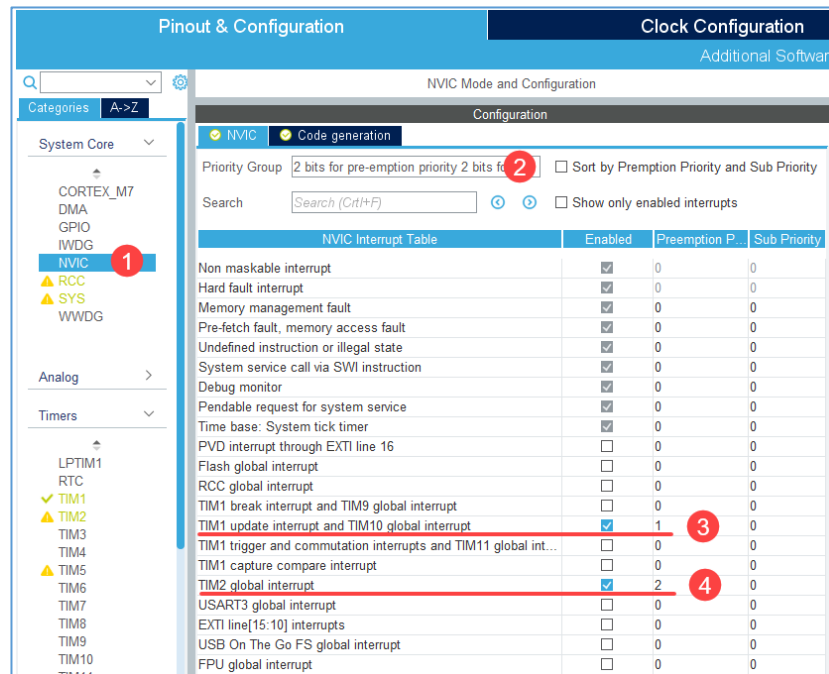 Pinout & Configuration
Clock Configuration
Additional Softwar
NVIC Mode and Configuration
Categories A->Z
Configuration
System Core
CORTEX_M7
DMA
GPIO
IWDG
NVIC 1
RCC
SYS
WWDG
Analog
Timers
LPTIM1
RTC
TIM1
TIM2
TIM3
TIM4
TIM5
TIM6
TIM7
TIM8
TIM9
TIM10
NVIC Code generation
Priority Group 2 bits for pre-emption priority 2 bits fo 2 Sort by Premption Priority and Sub Priority
Search Search (Crtl+F) Show only enabled interrupts
NVIC Interrupt Table Enabled Preemption P... Sub Priority
Non maskable interrupt 0 0
Hard fault interrupt 0 0
Memory management fault 0 0
Pre-fetch fault, memory access fault 0 0
Undefined instruction or illegal state 0 0
System service call via SWI instruction 0 0
Debug monitor 0 0
Pendable request for system service 0 0
Time base: System tick timer 0 0
PVD interrupt through EXTI line 16 0 0
Flash global interrupt 0 0
RCC global interrupt 0 0
TIM1 break interrupt and TIM9 global interrupt 0 0
TIM1 update interrupt and TIM10 global interrupt 1 3 0
TIM1 trigger and commutation interrupts and TIM11 global int... 0 0
TIM1 capture compare interrupt 0 0
TIM2 global interrupt 2 4 0
USART3 global interrupt 0 0
EXTI line[15:10] interrupts 0 0
USB On The Go FS global interrupt 0 0
FPU global interrupt 0 0